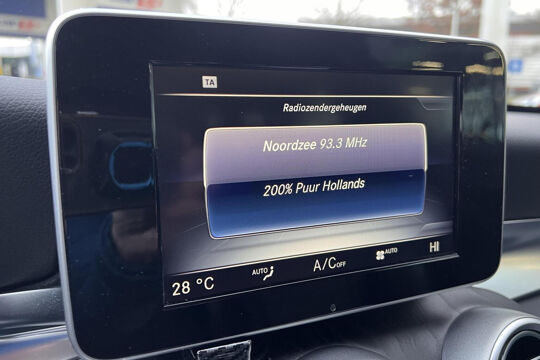 TA
Radiozendergeheugen
Noordzee 93.3 MHz
200% Puur Hollands
28 °C AUTO A/C OFF AUTO HI